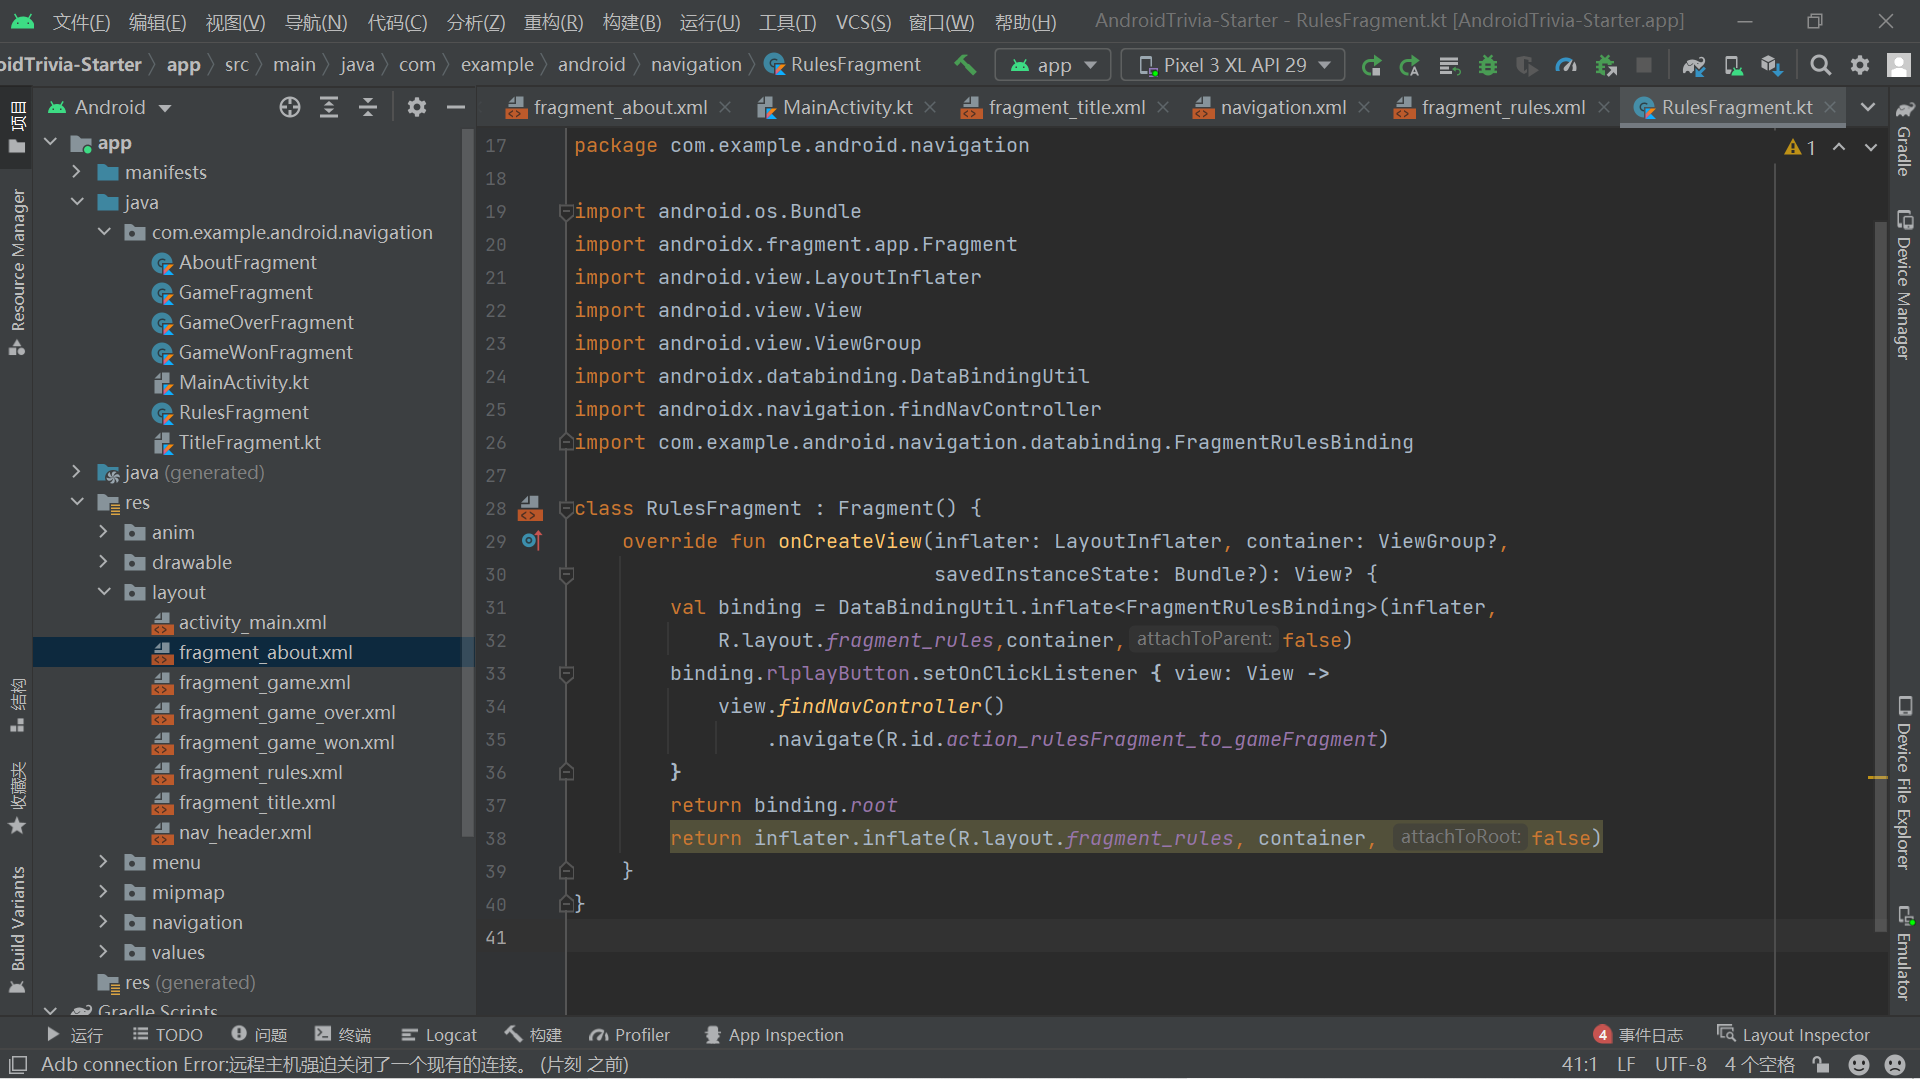 文件(F) 编辑(E) 视图(V) 导航(N) 代码(C) 分析(Z) 重构(R) 构建(B) 运行(U) 工具(T) VCS(S) 窗口(W) 帮助(H) AndroidTrivia-Starter - RulesFragment.kt [AndroidTrivia-Starter.app]
oidTrivia-Starter app src main java com example android navigation RulesFragment app Pixel 3 XL API 29
Android
fragment_about.xml MainActivity.kt fragment_title.xml navigation.xml fragment_rules.xml RulesFragment.kt
项目
Resource Manager
结构
收藏夹
Build Variants
app
manifests
java
com.example.android.navigation
AboutFragment
GameFragment
GameOverFragment
GameWonFragment
MainActivity.kt
RulesFragment
TitleFragment.kt
java (generated)
res
anim
drawable
layout
activity_main.xml
fragment_about.xml
fragment_game.xml
fragment_game_over.xml
fragment_game_won.xml
fragment_rules.xml
fragment_title.xml
nav_header.xml
menu
mipmap
navigation
values
res (generated)
Gradle Scripts
17 package com.example.android.navigation
1
18
19 import android.os.Bundle
20 import androidx.fragment.app.Fragment
21 import android.view.LayoutInflater
22 import android.view.View
23 import android.view.ViewGroup
24 import androidx.databinding.DataBindingUtil
25 import androidx.navigation.findNavController
26 import com.example.android.navigation.databinding.FragmentRulesBinding
27
28 class RulesFragment : Fragment() {
29 override fun onCreateView(inflater: LayoutInflater, container: ViewGroup?,
30 savedInstanceState: Bundle?): View? {
31 val binding = DataBindingUtil.inflate<FragmentRulesBinding>(inflater,
32 R.layout.fragment_rules,container, attachToParent: false)
33 binding.rlplayButton.setOnClickListener { view: View ->
34 view.findNavController()
35 .navigate(R.id.action_rulesFragment_to_gameFragment)
36 }
37 return binding.root
38 return inflater.inflate(R.layout.fragment_rules, container, attachToRoot: false)
39 }
40 }
41
Gradle
Device Manager
Device File Explorer
Emulator
运行 TODO 问题 终端 Logcat 构建 Profiler App Inspection 4 事件日志 Layout Inspector
Adb connection Error:远程主机强迫关闭了一个现有的连接。 (片刻 之前) 41:1 LF UTF-8 4 个空格